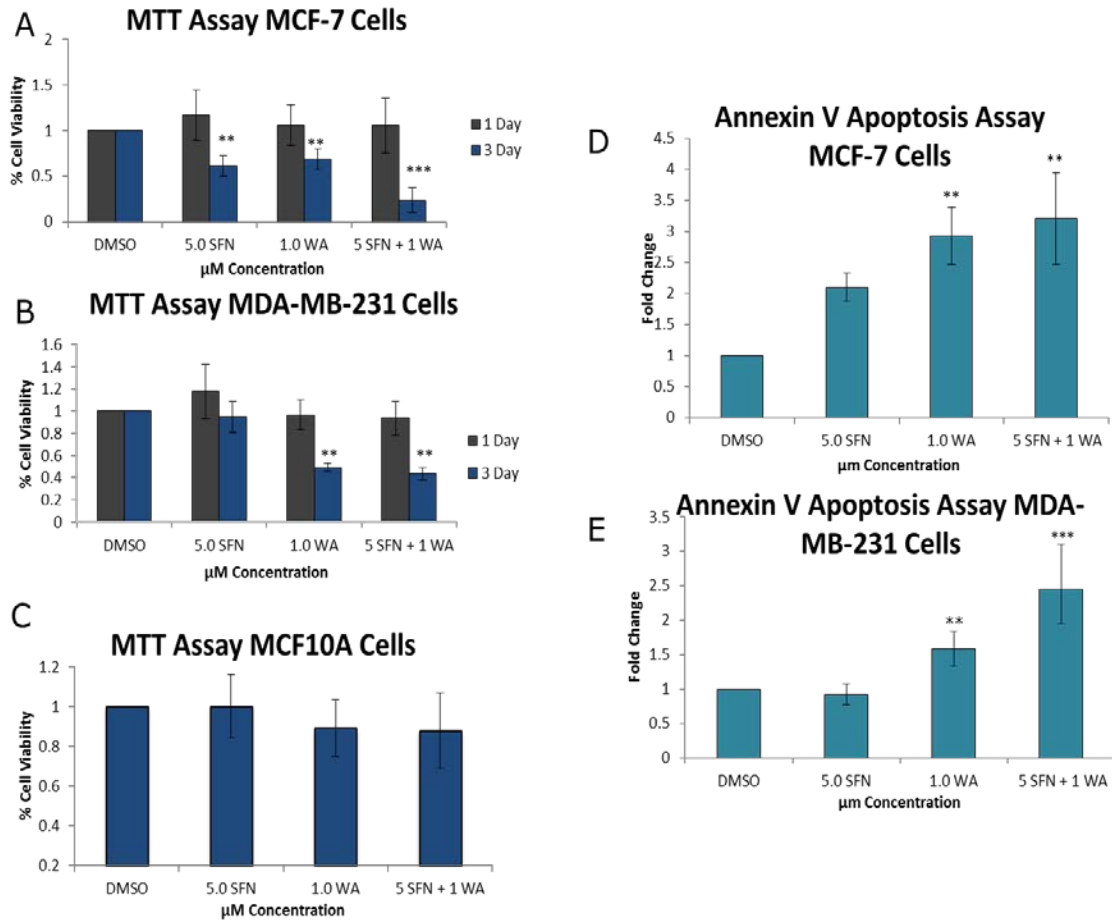 A
MTT Assay MCF-7 Cells
2
1.5
1
0.5
0
% Cell Viability
**
**
***
1 Day
3 Day
DMSO 5.0 SFN 1.0 WA 5 SFN + 1 WA
µM Concentration
B
MTT Assay MDA-MB-231 Cells
1.6
1.4
1.2
1
0.8
0.6
0.4
0.2
0
% Cell Viability
**
**
1 Day
3 Day
DMSO 5.0 SFN 1.0 WA 5 SFN + 1 WA
µM Concentration
C
MTT Assay MCF10A Cells
1.2
1
0.8
0.6
0.4
0.2
% Cell Viability
DMSO 5.0 SFN 1.0 WA 5 SFN + 1 WA
µM Concentration
D
Annexin V Apoptosis Assay
MCF-7 Cells
4.5
4
3.5
3
2.5
2
1.5
1
0.5
0
Fold Change
**
**
DMSO 5.0 SFN 1.0 WA 5 SFN + 1 WA
µm Concentration
E
Annexin V Apoptosis Assay MDA-
MB-231 Cells
3.5
3
2.5
2
1.5
1
0.5
0
Fold Change
**
***
DMSO 5.0 SFN 1.0 WA 5 SFN + 1 WA
µm Concentration